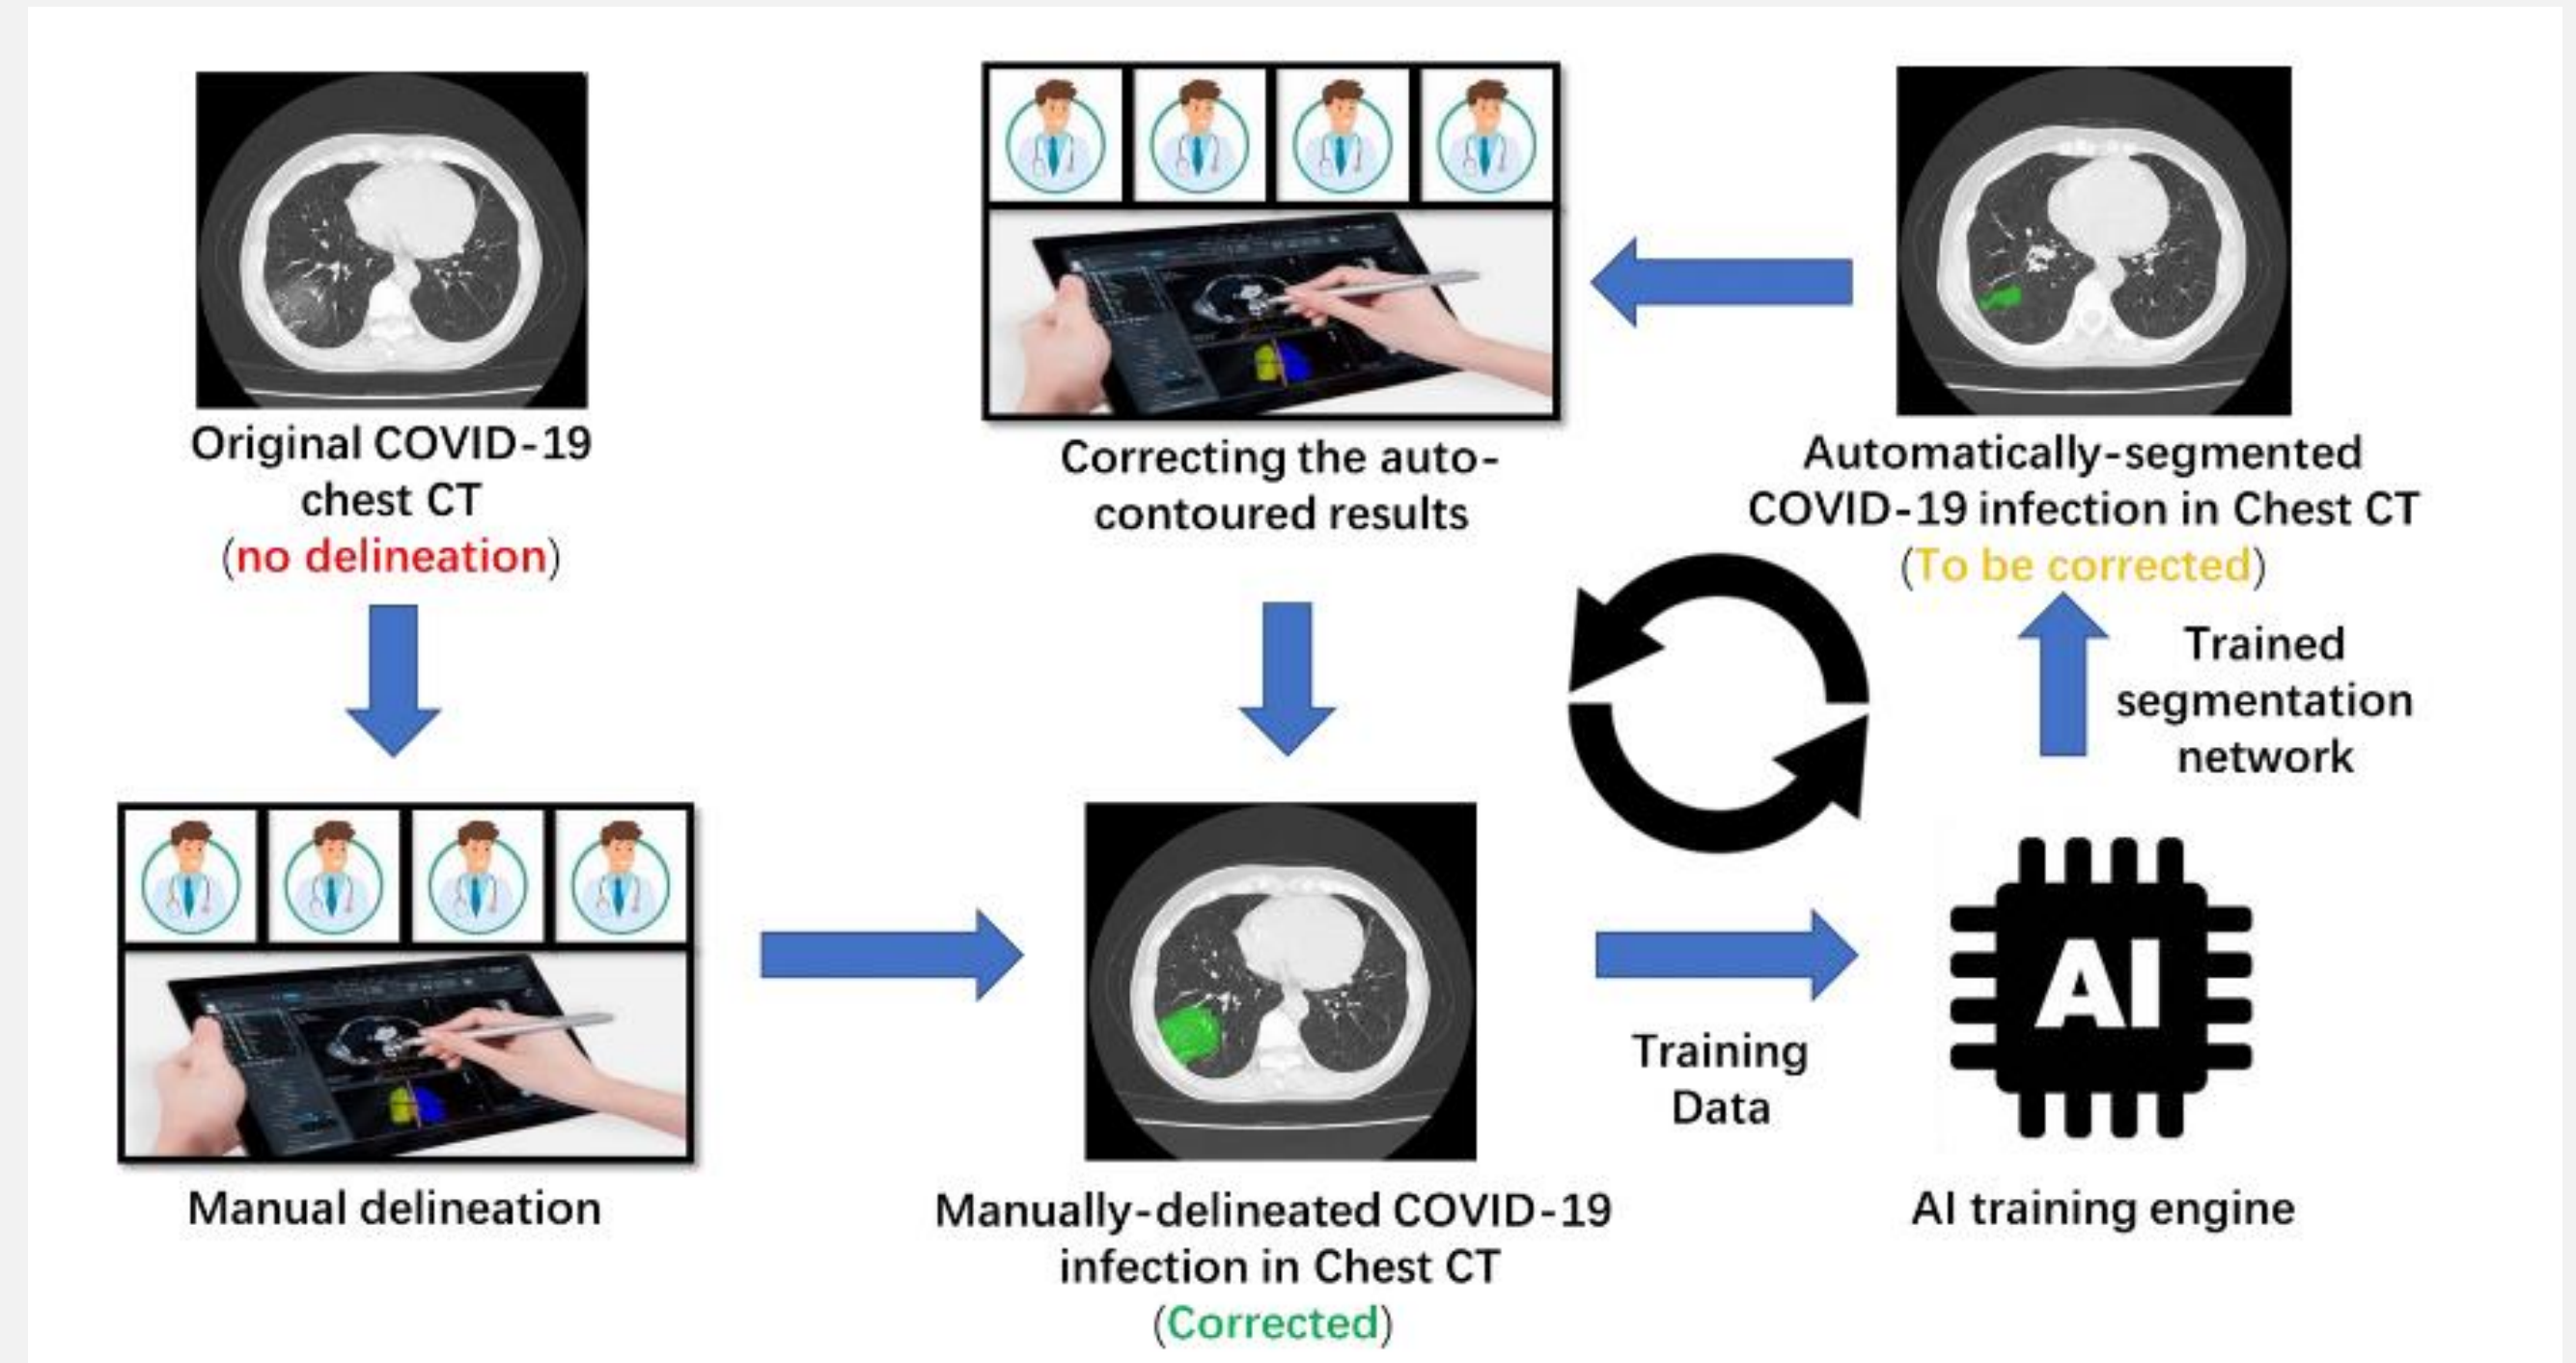 Original COVID-19
chest CT
(no delineation)
Correcting the auto-
contoured results
Automatically-segmented
COVID-19 infection in Chest CT
(To be corrected)
Trained
segmentation
network
Manual delineation
Manually-delineated COVID-19
infection in Chest CT
(Corrected)
Training
Data
AI
AI training engine